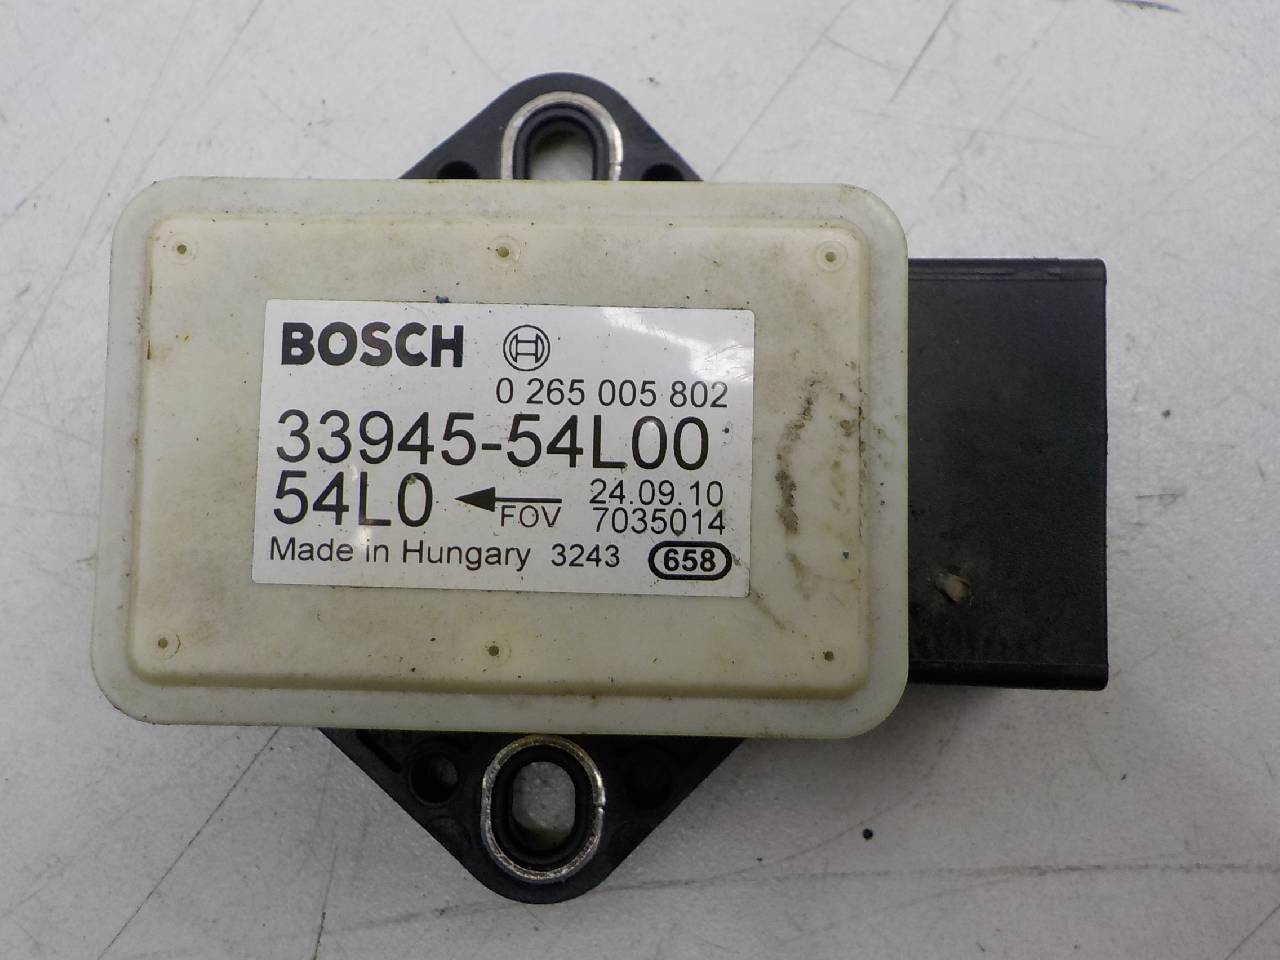 BOSCH
0 265 005 802
33945-54L00
54L0 FOV 24.09.10
7035014
Made in Hungary 3243 658